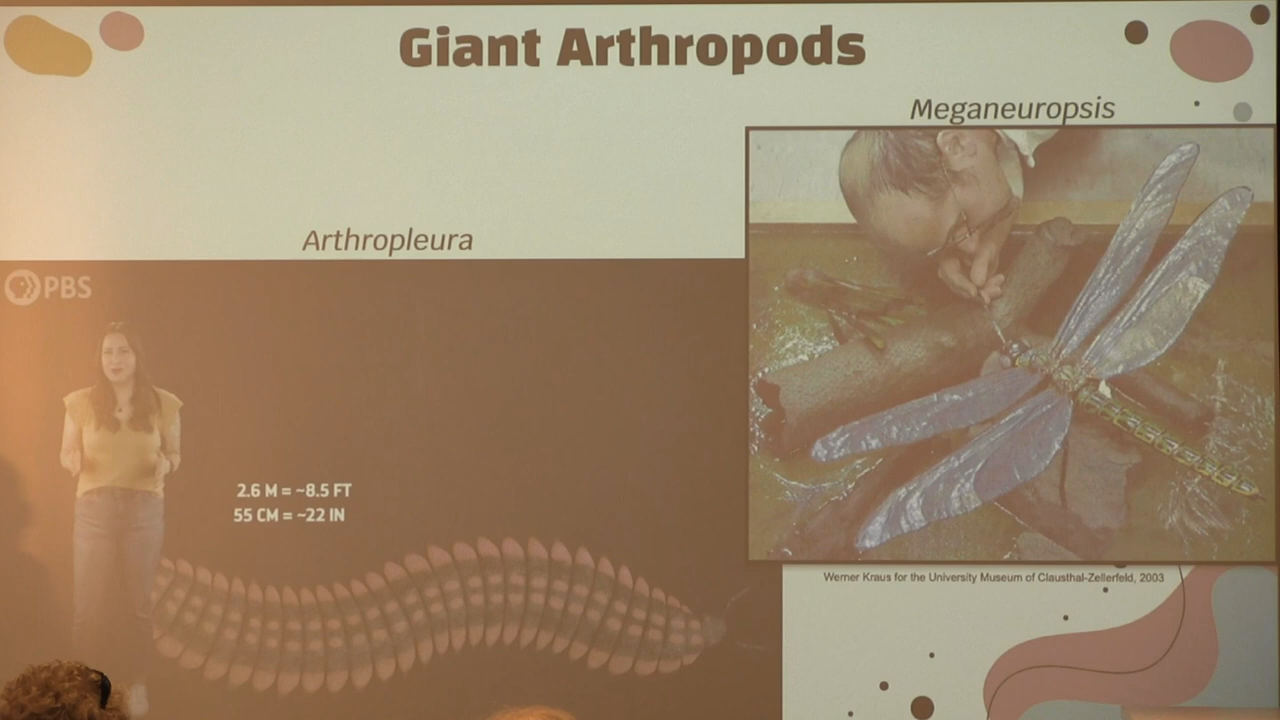 Giant Arthropods
Meganeuropsis
Arthropleura
PBS
2.6 M = ~8.5 FT
55 CM = ~22 IN
Werner Kraus for the University Museum of Clausthal-Zellerfeld, 2003